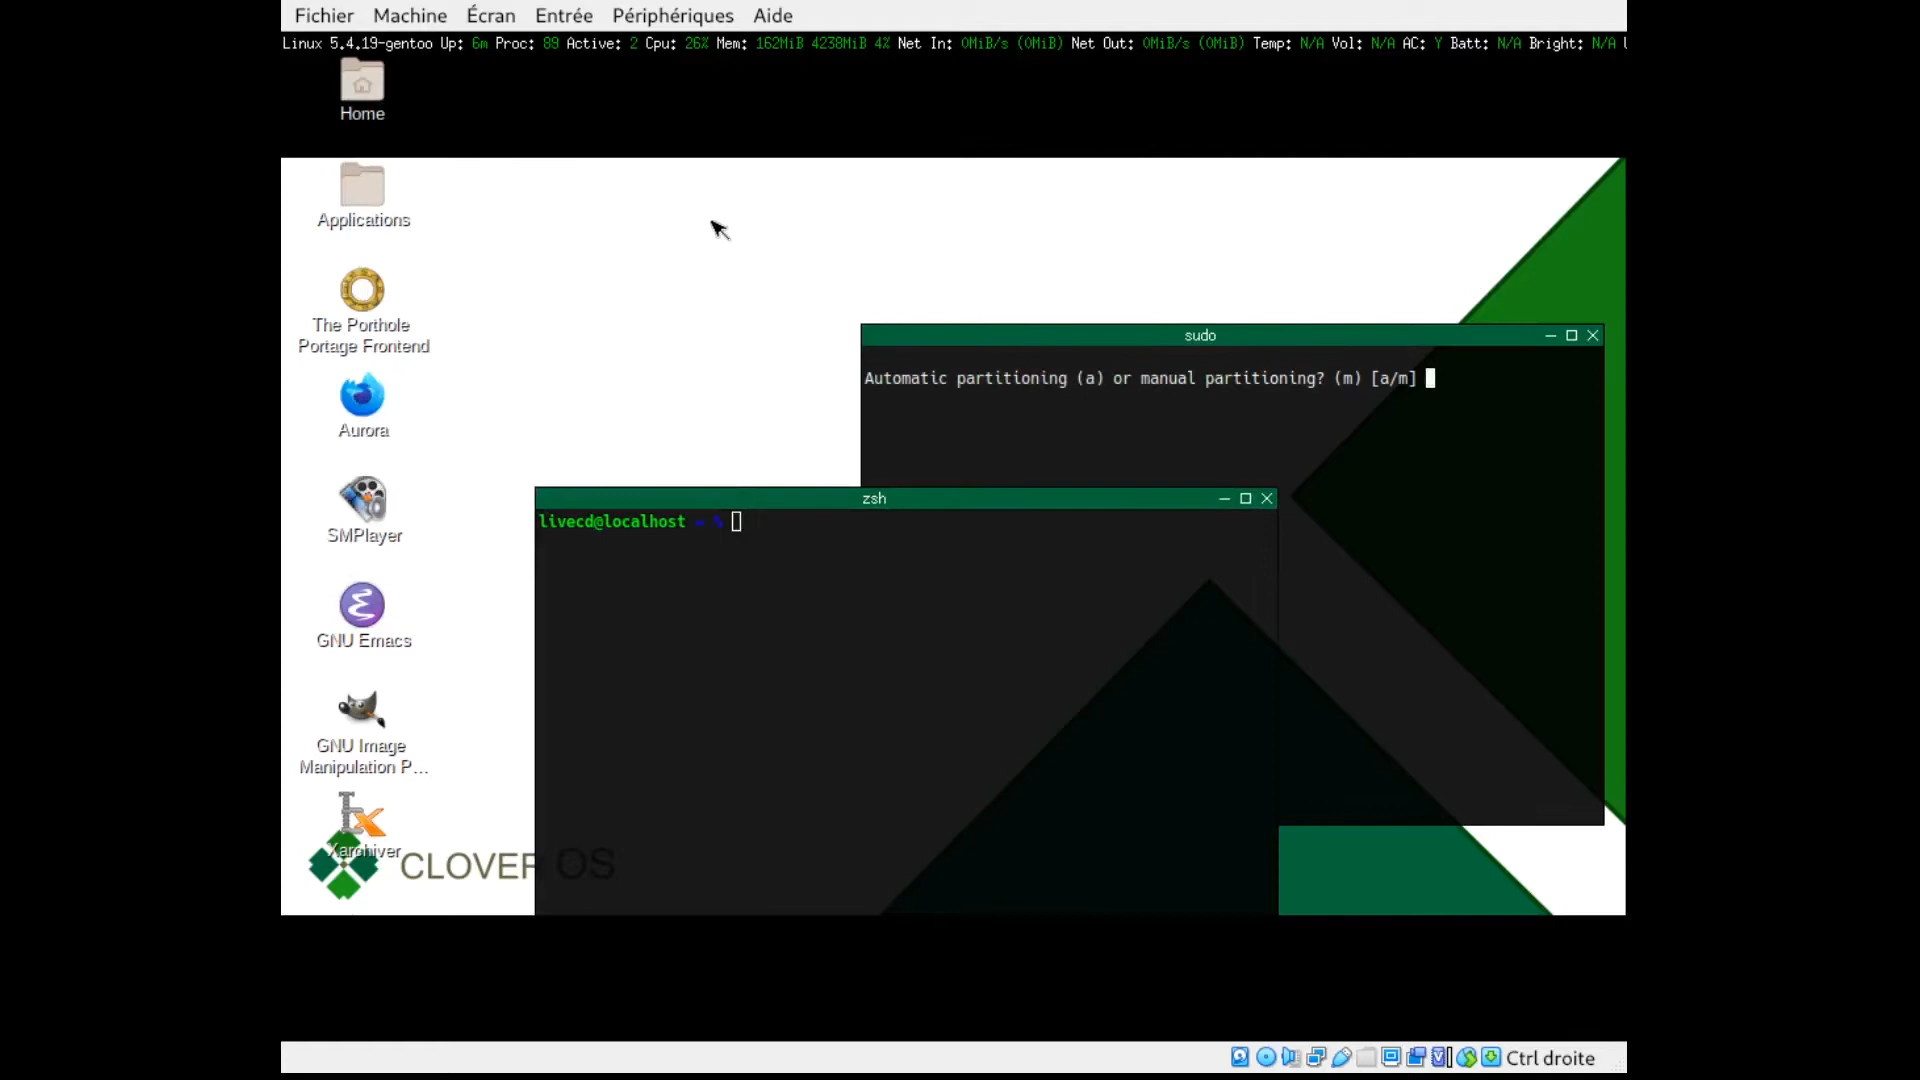 Fichier Machine Écran Entrée Périphériques Aide
Linux 5.4.19-gentoo Up: 6m Proc: 89 Active: 2 Cpu: 26% Mem: 162MiB 4238MiB 4% Net In: 0MiB/s (0MiB) Net Out: 0MiB/s (0MiB) Temp: N/A Vol: N/A AC: Y Batt: N/A Bright: N/A
Home
Applications
The Porthole
Portage Frontend
Aurora
SMPlayer
GNU Emacs
GNU Image
Manipulation P...
Xarchiver
CLOVER OS
sudo
Automatic partitioning (a) or manual partitioning? (m) [a/m]
zsh
livecd@localhost ~ %
Ctrl droite